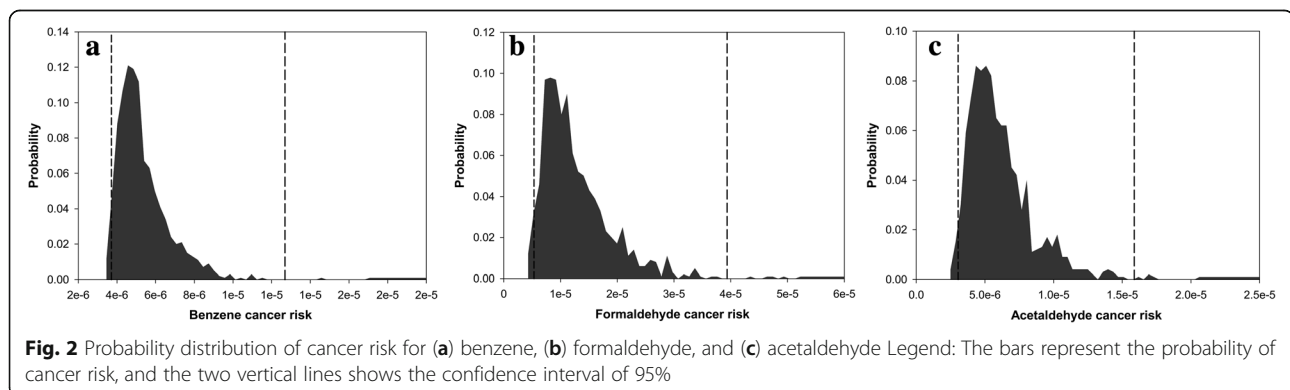 a
0.14
0.12
0.10
0.08
0.06
0.04
0.02
0.00
Probability
2e-6 4e-6 6e-6 8e-6 1e-5 1e-5 1e-5 2e-5 2e-5 2e-5
Benzene cancer risk
b
0.12
0.10
0.08
0.06
0.04
0.02
0.00
Probability
0 1e-5 2e-5 3e-5 4e-5 5e-5 6e-5
Formaldehyde cancer risk
c
0.10
0.08
0.06
0.04
0.02
0.00
Probability
0.0 5.0e-6 1.0e-5 1.5e-5 2.0e-5 2.5e-5
Acetaldehyde cancer risk
Fig. 2 Probability distribution of cancer risk for (a) benzene, (b) formaldehyde, and (c) acetaldehyde Legend: The bars represent the probability of
cancer risk, and the two vertical lines shows the confidence interval of 95%